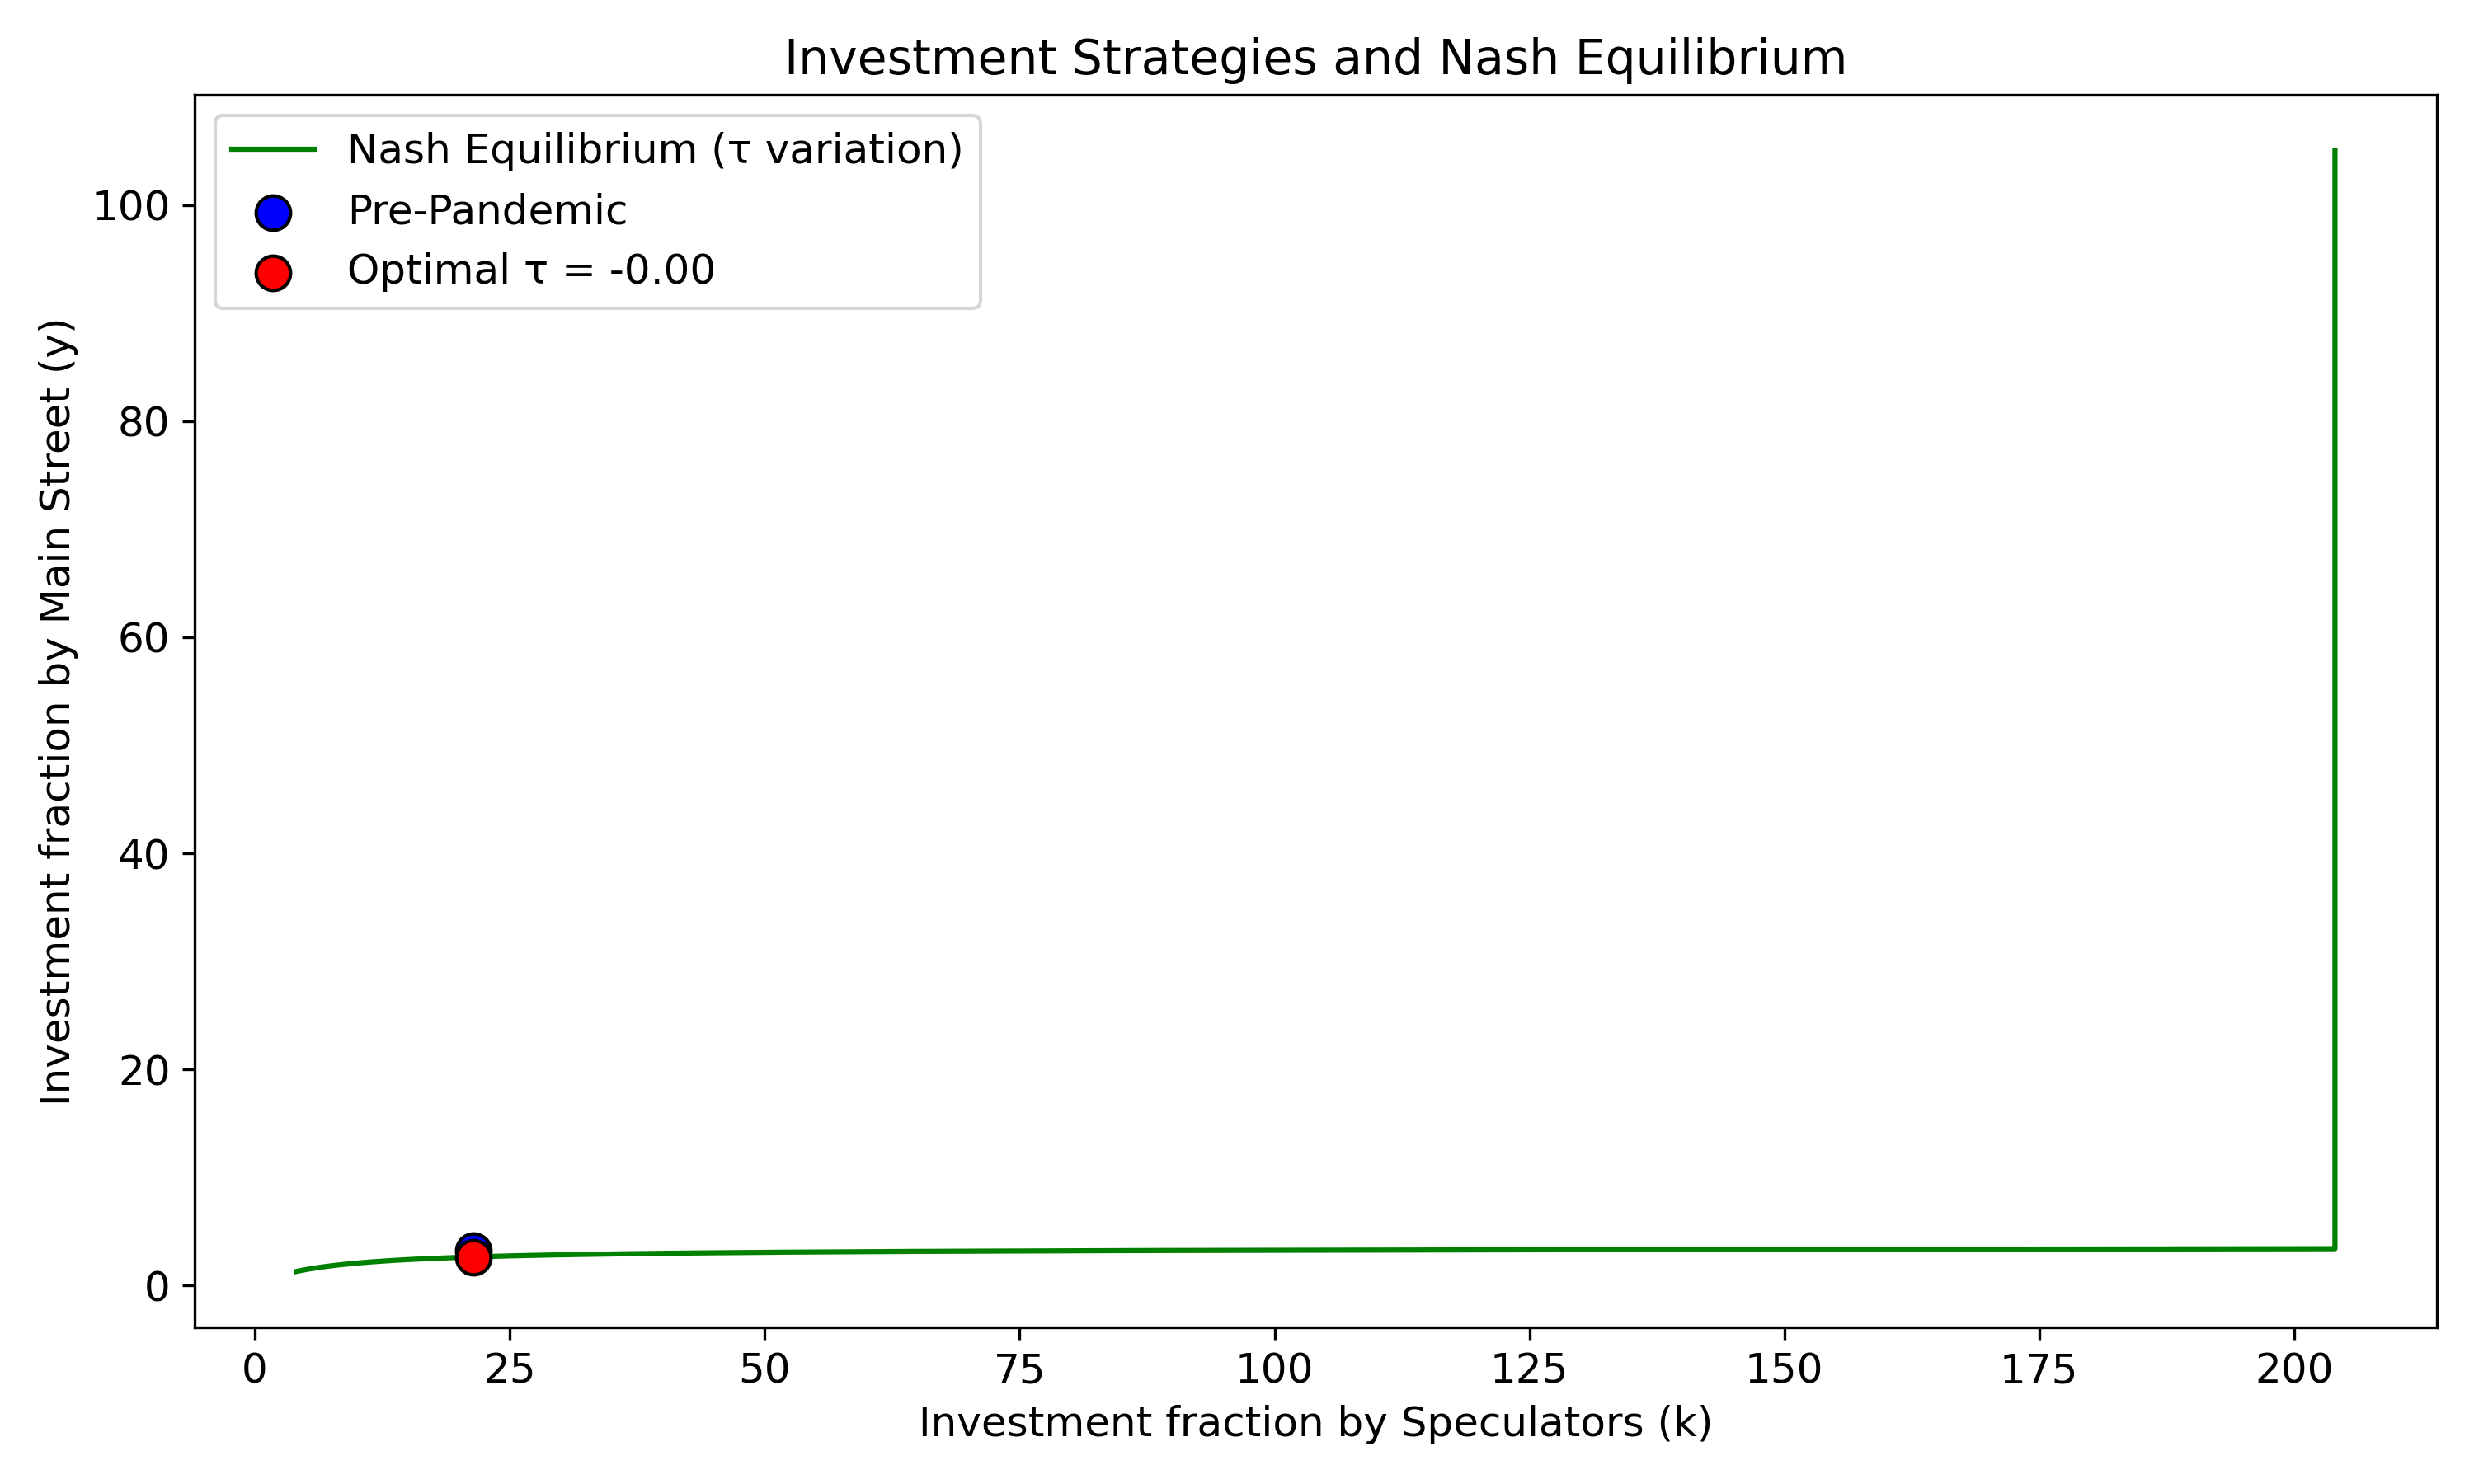 Investment Strategies and Nash Equilibrium
Nash Equilibrium (τ variation)
Pre-Pandemic
Optimal τ = -0.00
Investment fraction by Main Street (y)
100
80
60
40
20
0
0 25 50 75 100 125 150 175 200
Investment fraction by Speculators (k)